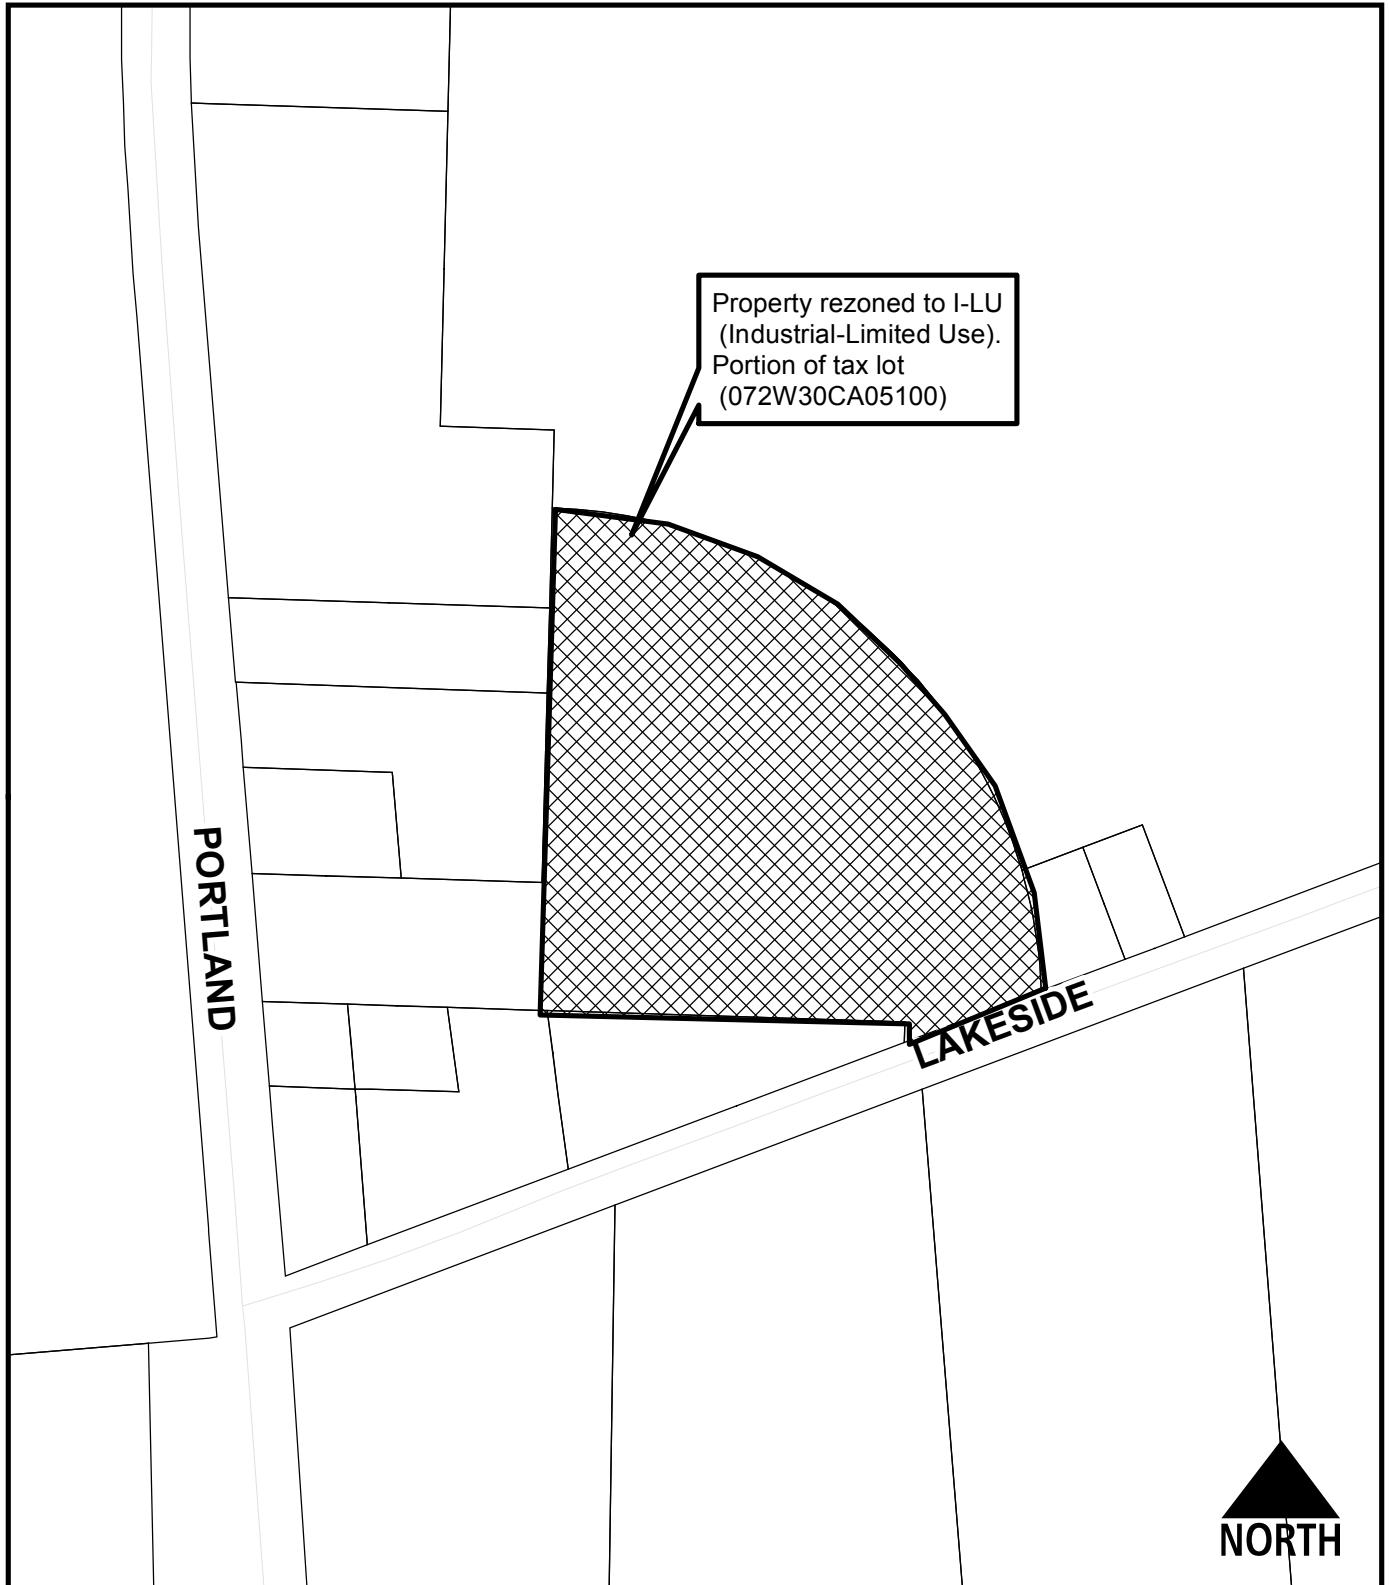 Property rezoned to I-LU
(Industrial-Limited Use).
Portion of tax lot
(072W30CA05100)
PORTLAND
LAKESIDE
NORTH